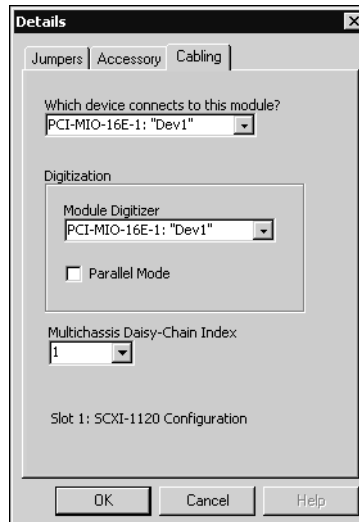 Details
Jumpers Accessory Cabling
Which device connects to this module?
PCI-MIO-16E-1: "Dev1"
Digitization
Module Digitizer
PCI-MIO-16E-1: "Dev1"
Parallel Mode
Multichassis Daisy-Chain Index
1
Slot 1: SCXI-1120 Configuration
OK Cancel Help